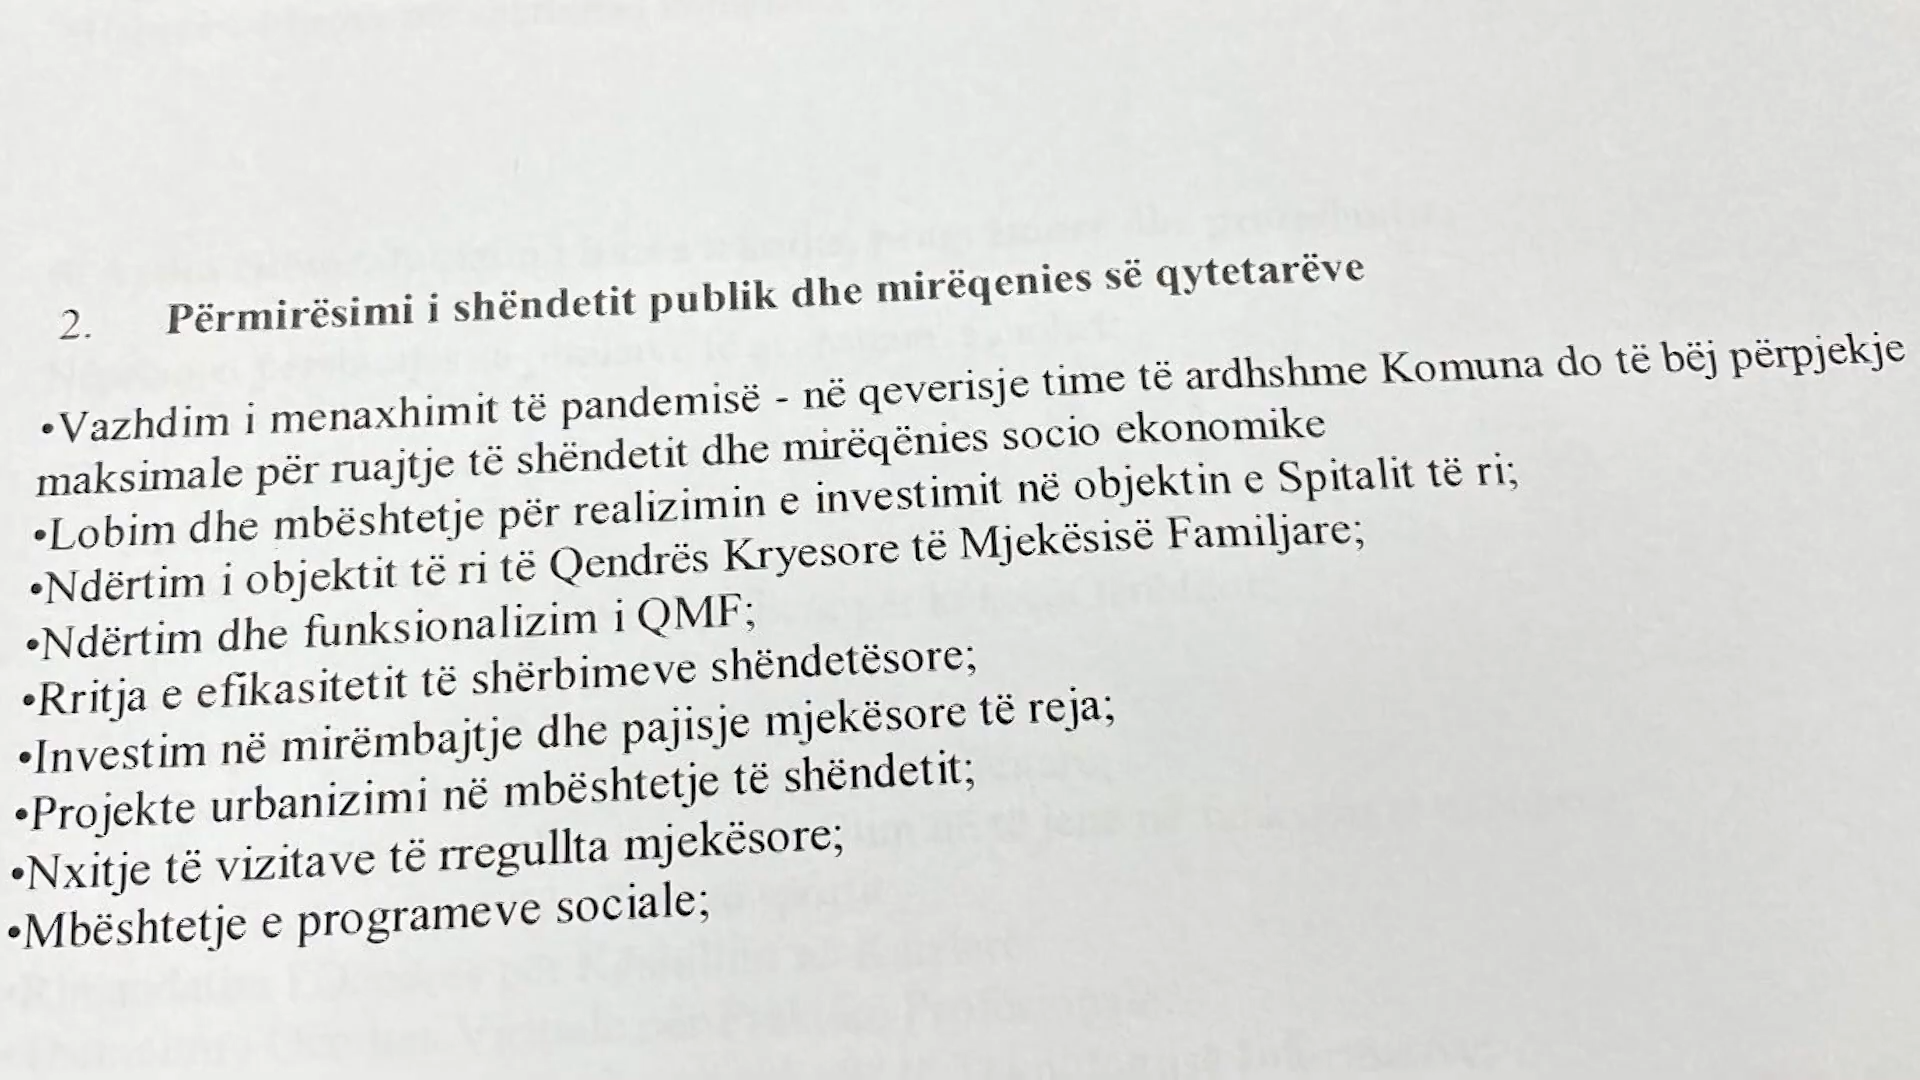 2. Përmirësimi i shëndetit publik dhe mirëqenies së qytetarëve
•Vazhdim i menaxhimit të pandemisë - në qeverisje time të ardhshme Komuna do të bëj përpjekje
maksimale për ruajtje të shëndetit dhe mirëqënies socio ekonomike
•Lobim dhe mbështetje për realizimin e investimit në objektin e Spitalit të ri;
•Ndërtim i objektit të ri të Qendrës Kryesore të Mjekësisë Familjare;
•Ndërtim dhe funksionalizim i QMF;
•Rritja e efikasitetit të shërbimeve shëndetësore;
•Investim në mirëmbajtje dhe pajisje mjekësore të reja;
•Projekte urbanizimi në mbështetje të shëndetit;
•Nxitje të vizitave të rregullta mjekësore;
•Mbështetje e programeve sociale;